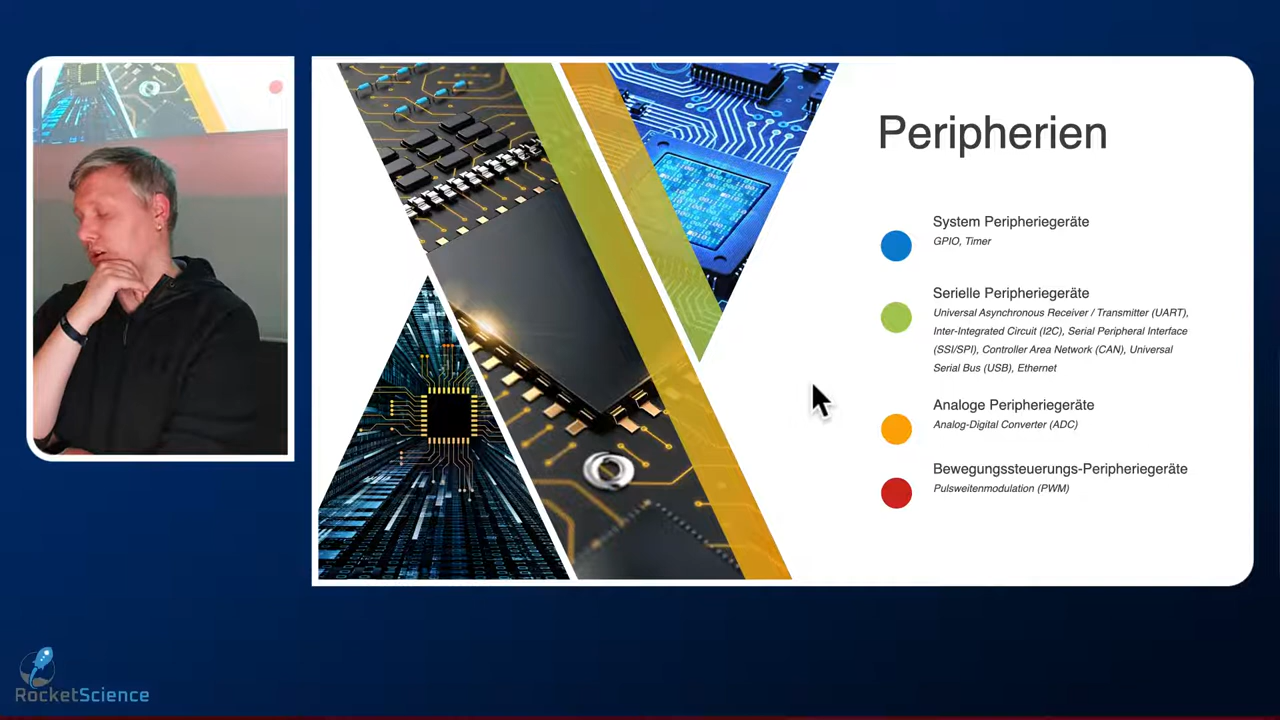 Peripherien
System Peripheriegeräte
GPIO, Timer
Serielle Peripheriegeräte
Universal Asynchronous Receiver / Transmitter (UART),
Inter-Integrated Circuit (I2C), Serial Peripheral Interface
(SSI/SPI), Controller Area Network (CAN), Universal
Serial Bus (USB), Ethernet
Analoge Peripheriegeräte
Analog-Digital Converter (ADC)
Bewegungssteuerungs-Peripheriegeräte
Pulsweitenmodulation (PWM)
RocketScience